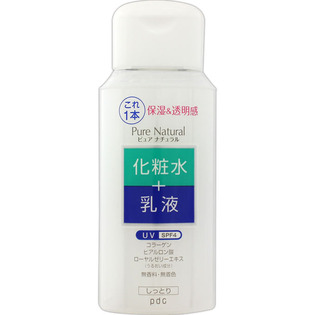 これ
1本
保湿&透明感
Pure Natural
ピュア ナチュラル
化粧水
+
乳液
UV SPF4
コラーゲン
ヒアルロン酸
ローヤルゼリーエキス
無香料・無着色
しっとり
pdc